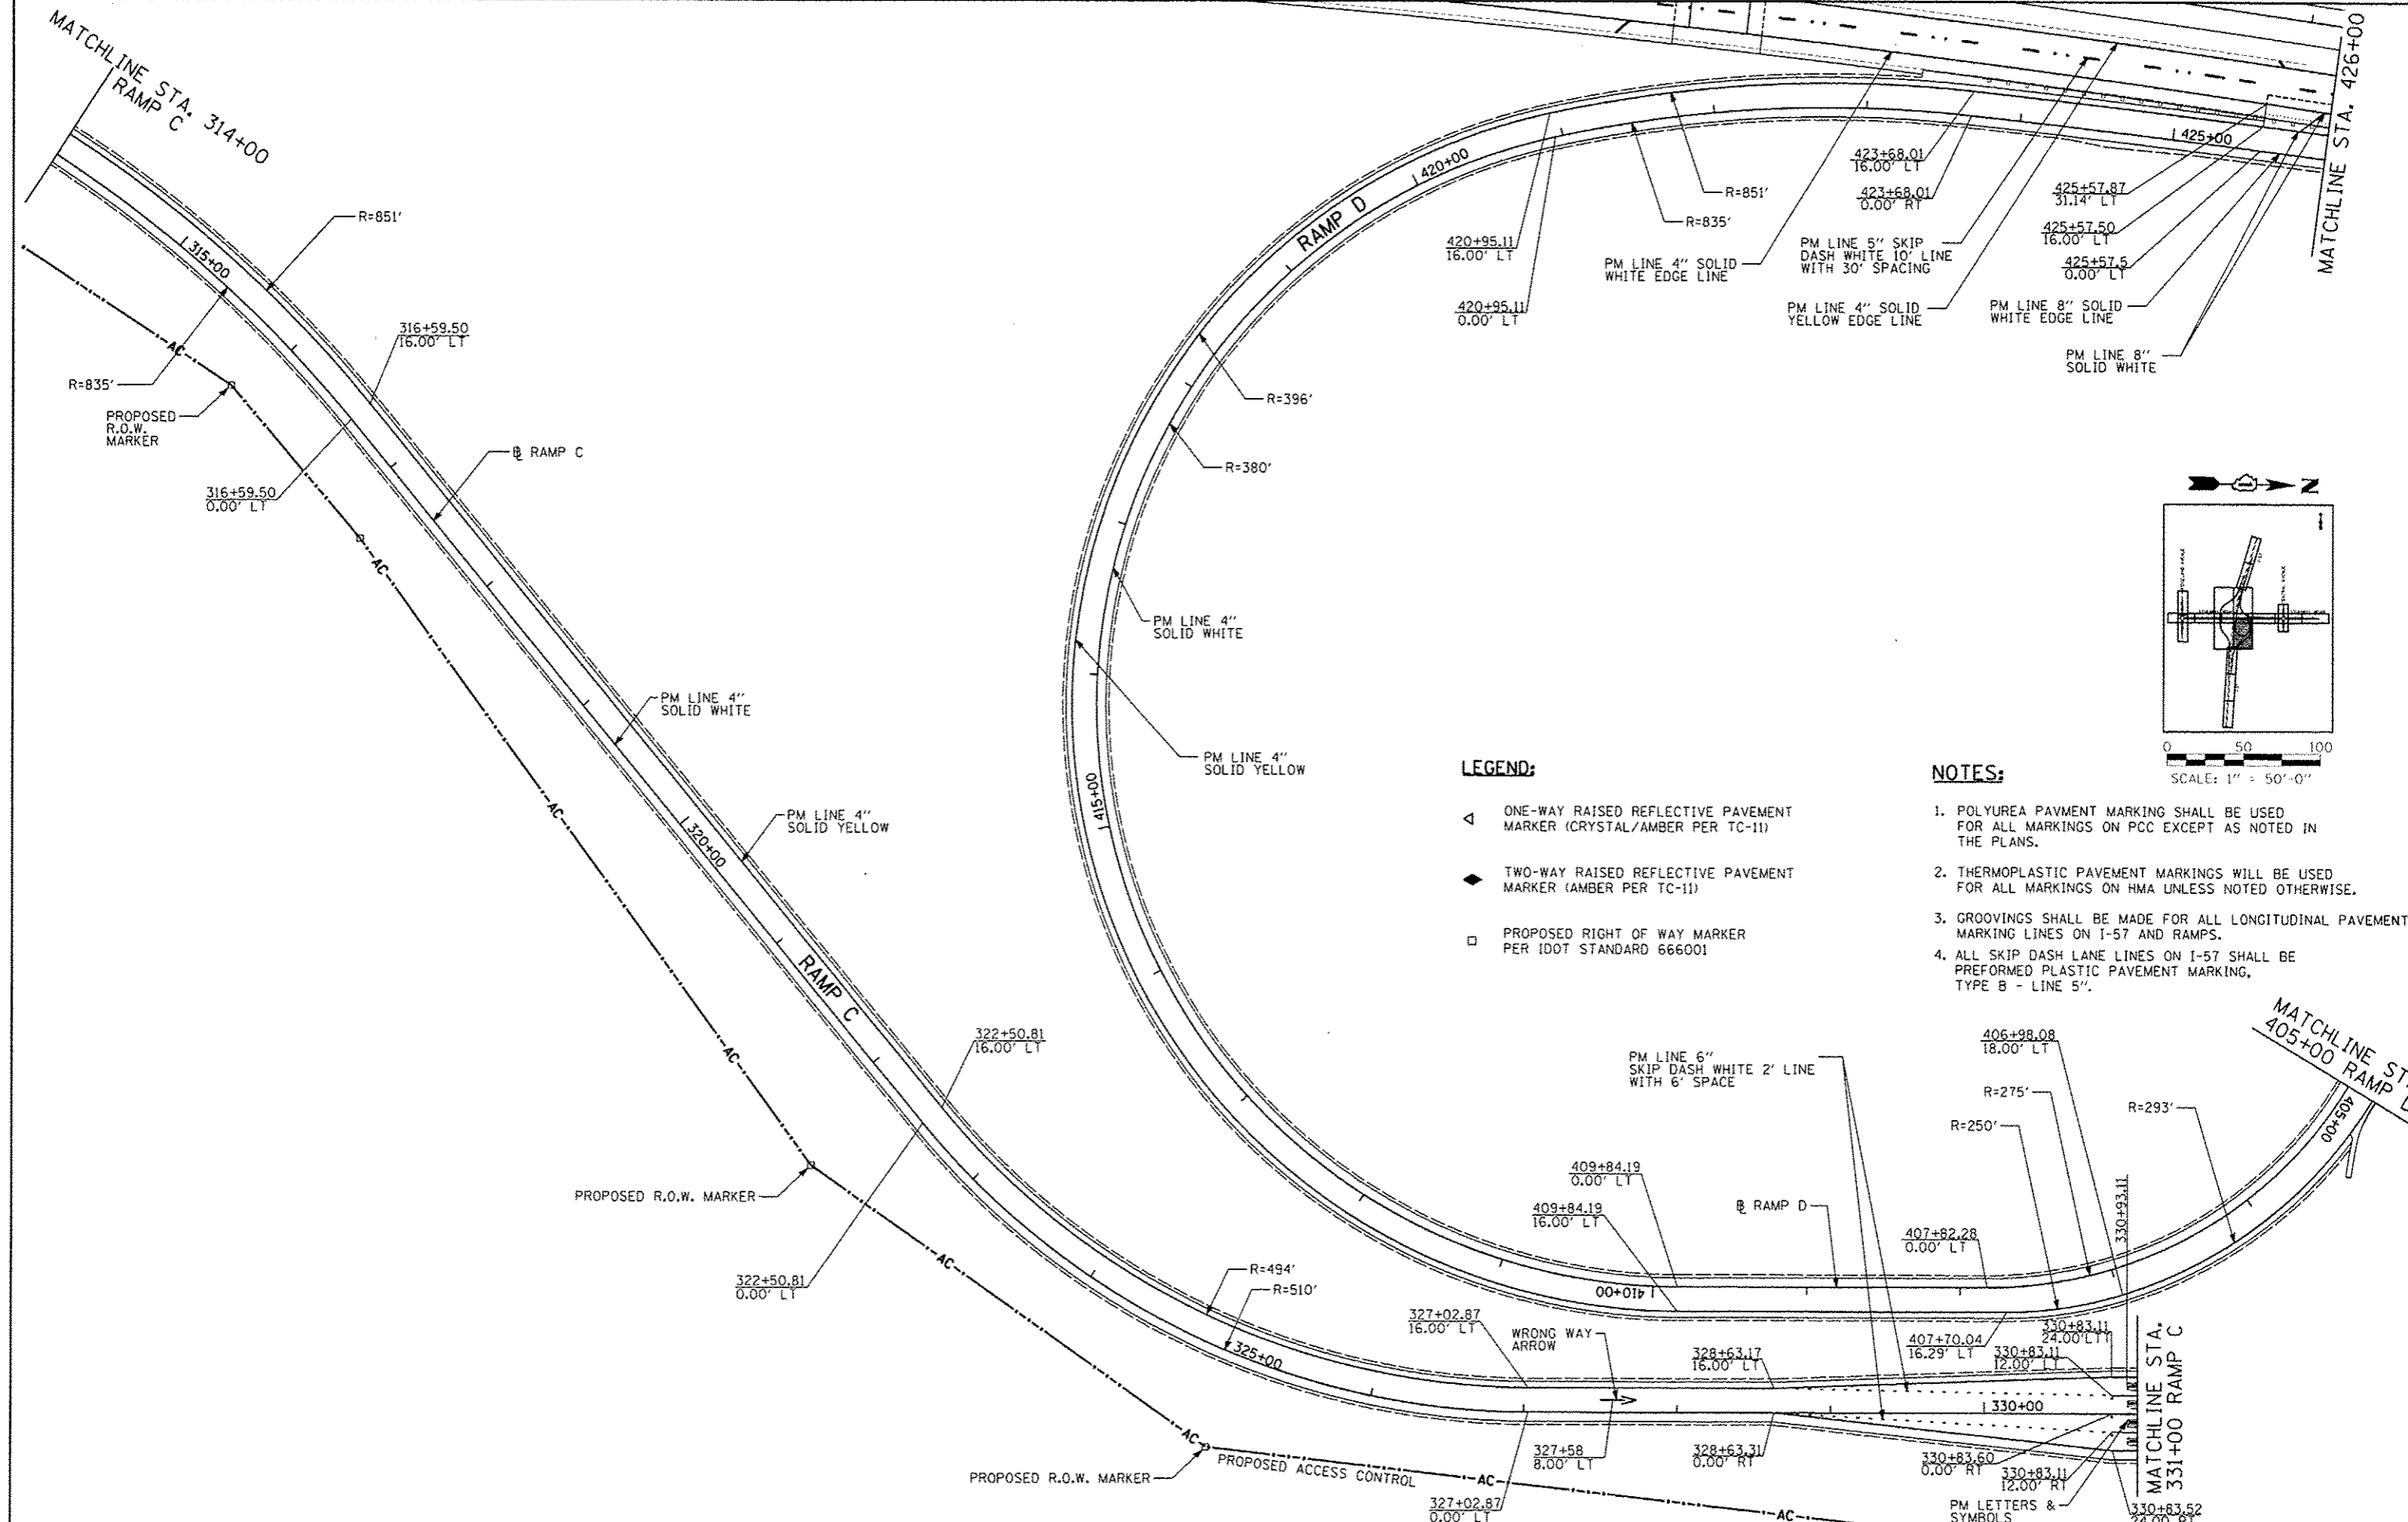 MATCHLINE STA. 314+00
RAMP C
R=851'
315+00
R=835'
PROPOSED
R.O.W.
MARKER
AC
316+59.50
16.00' LT
316+59.50
0.00' LT
℄ RAMP C
AC
PM LINE 4"
SOLID WHITE
PM LINE 4"
SOLID YELLOW
320+00
AC
RAMP C
AC
322+50.81
16.00' LT
PROPOSED R.O.W. MARKER
322+50.81
0.00' LT
AC
R=494'
R=510'
325+00
AC
PROPOSED R.O.W. MARKER
PROPOSED ACCESS CONTROL
AC
AC
327+02.87
16.00' LT
WRONG WAY
ARROW
327+58
8.00' LT
327+02.87
0.00' LT
328+63.17
16.00' LT
328+63.31
0.00' RT
330+00
330+83.11
24.00' LT
330+83.11
12.00' LT
330+93.11
330+83.60
0.00' RT
330+83.11
12.00' RT
PM LETTERS &
SYMBOLS
330+83.52
24.00 RT
MATCHLINE STA.
331+00 RAMP C
RAMP D
420+00
R=851'
R=835'
420+95.11
16.00' LT
420+95.11
0.00' LT
PM LINE 4" SOLID
WHITE EDGE LINE
423+68.01
16.00' LT
423+68.01
0.00' RT
PM LINE 5" SKIP
DASH WHITE 10' LINE
WITH 30' SPACING
PM LINE 4" SOLID
YELLOW EDGE LINE
425+00
425+57.87
31.14' LT
425+57.50
16.00' LT
425+57.5
0.00' LT
PM LINE 8" SOLID
WHITE EDGE LINE
PM LINE 8"
SOLID WHITE
MATCHLINE STA. 426+00
R=396'
R=380'
PM LINE 4"
SOLID WHITE
PM LINE 4"
SOLID YELLOW
415+00
N
0 50 100
SCALE: 1" = 50'-0"
LEGEND:
ONE-WAY RAISED REFLECTIVE PAVEMENT
MARKER (CRYSTAL/AMBER PER TC-11)
TWO-WAY RAISED REFLECTIVE PAVEMENT
MARKER (AMBER PER TC-11)
PROPOSED RIGHT OF WAY MARKER
PER IDOT STANDARD 666001
NOTES:
1. POLYUREA PAVMENT MARKING SHALL BE USED
FOR ALL MARKINGS ON PCC EXCEPT AS NOTED IN
THE PLANS.
2. THERMOPLASTIC PAVEMENT MARKINGS WILL BE USED
FOR ALL MARKINGS ON HMA UNLESS NOTED OTHERWISE.
3. GROOVINGS SHALL BE MADE FOR ALL LONGITUDINAL PAVEMENT
MARKING LINES ON I-57 AND RAMPS.
4. ALL SKIP DASH LANE LINES ON I-57 SHALL BE
PREFORMED PLASTIC PAVEMENT MARKING,
TYPE B - LINE 5".
PM LINE 6"
SKIP DASH WHITE 2' LINE
WITH 6' SPACE
406+98.08
18.00' LT
R=275'
R=250'
R=293'
MATCHLINE
405+00 RAMP
405+00
409+84.19
0.00' LT
409+84.19
16.00' LT
℄ RAMP D
407+82.28
0.00' LT
410+00
407+70.04
16.29' LT